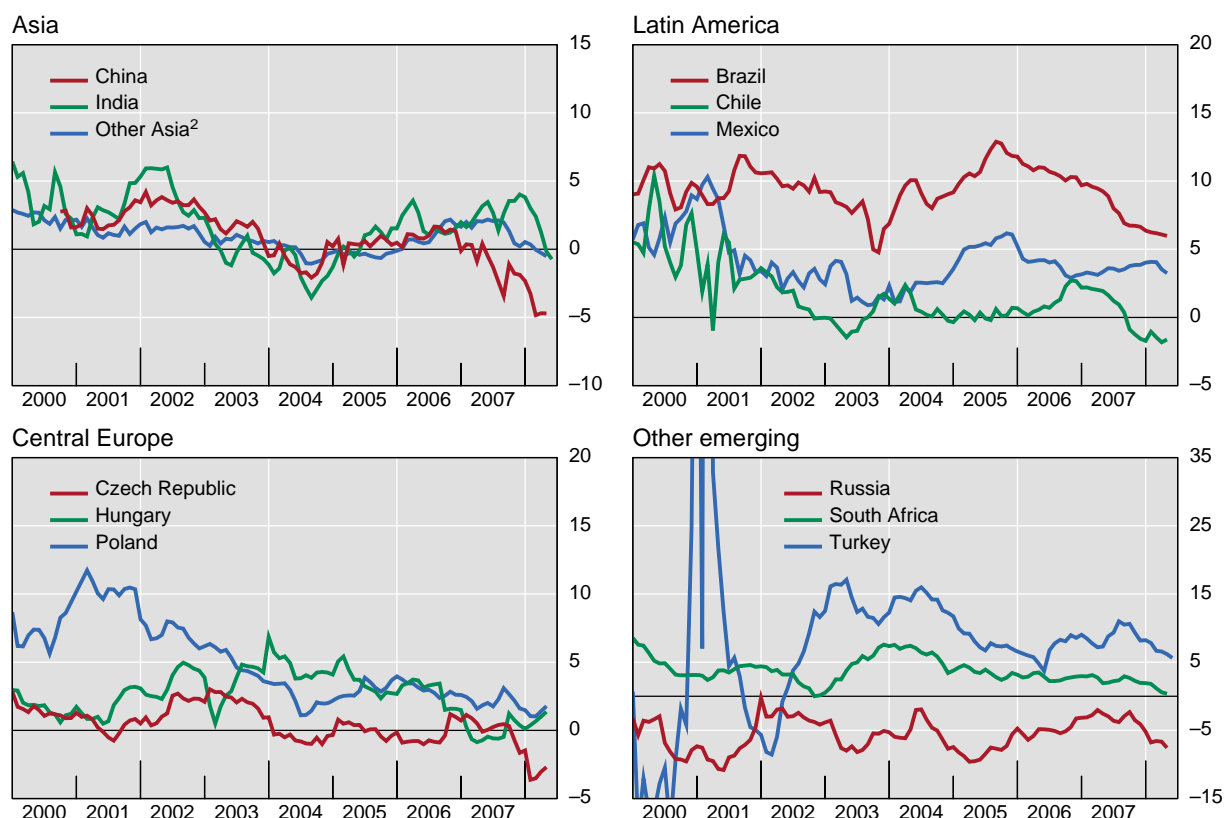 Asia
15
China
India
Other Asia²
10
5
0
–5
–10
2000 2001 2002 2003 2004 2005 2006 2007
Latin America
20
Brazil
Chile
Mexico
15
10
5
0
–5
2000 2001 2002 2003 2004 2005 2006 2007
Central Europe
20
Czech Republic
Hungary
Poland
15
10
5
0
–5
2000 2001 2002 2003 2004 2005 2006 2007
Other emerging
35
Russia
South Africa
Turkey
25
15
5
–5
–15
2000 2001 2002 2003 2004 2005 2006 2007